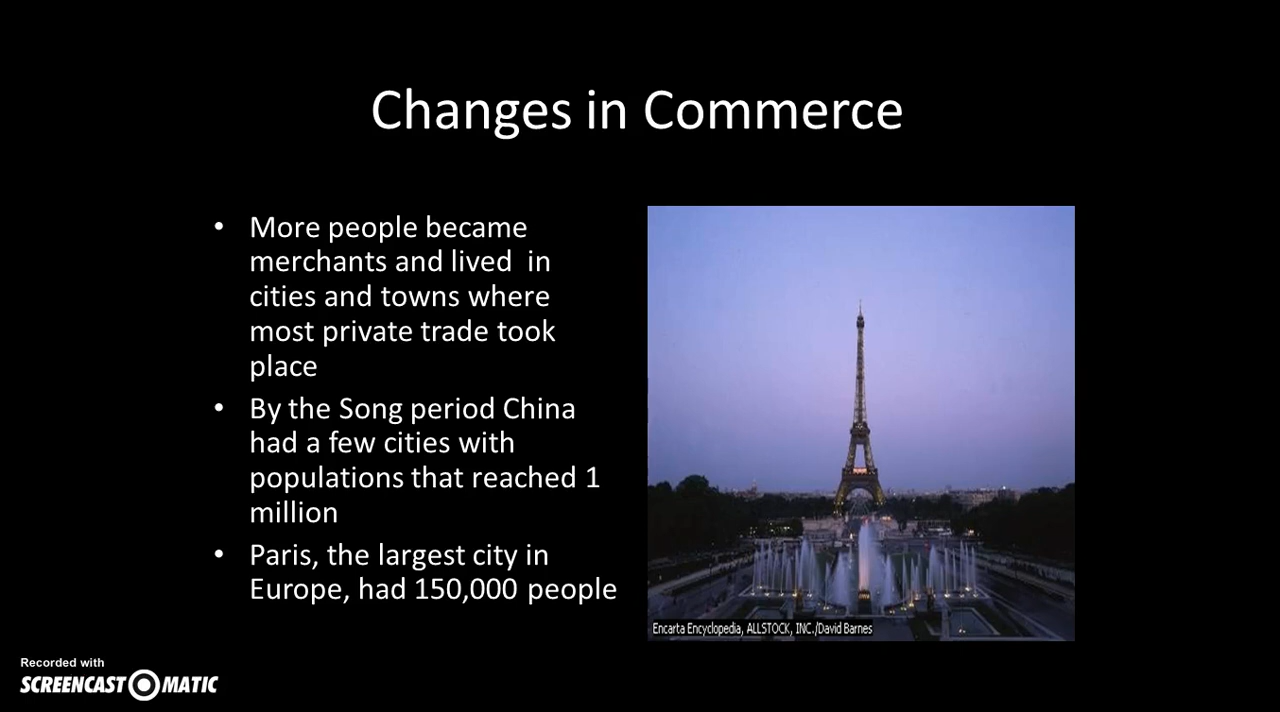 Changes in Commerce
• More people became
merchants and lived  in
cities and towns where
most private trade took
place
• By the Song period China
had a few cities with
populations that reached 1
million
• Paris, the largest city in
Europe, had 150,000 people
Encarta Encyclopedia, ALLSTOCK, INC./David Barnes
Recorded with
SCREENCAST-O-MATIC